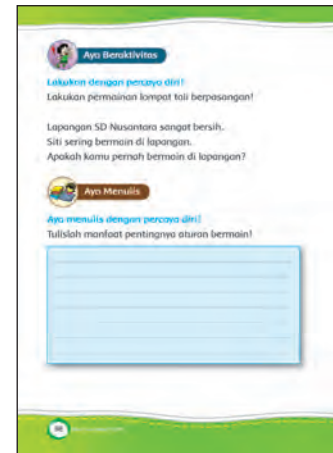 Ayo Beraktivitas
Lakukan dengan percaya diri!
Lakukan permainan lompat tali berpasangan!
Lapangan SD Nusantara sangat bersih.
Siti sering bermain di lapangan.
Apakah kamu pernah bermain di lapangan?
Ayo Menulis
Ayo menulis dengan percaya diri!
Tulislah manfaat pentingnya aturan bermain!